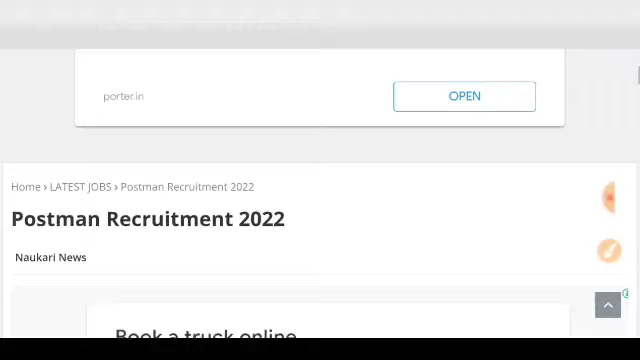 porter.in
OPEN
Home › LATEST JOBS › Postman Recruitment 2022
Postman Recruitment 2022
Naukari News
Book a truck online